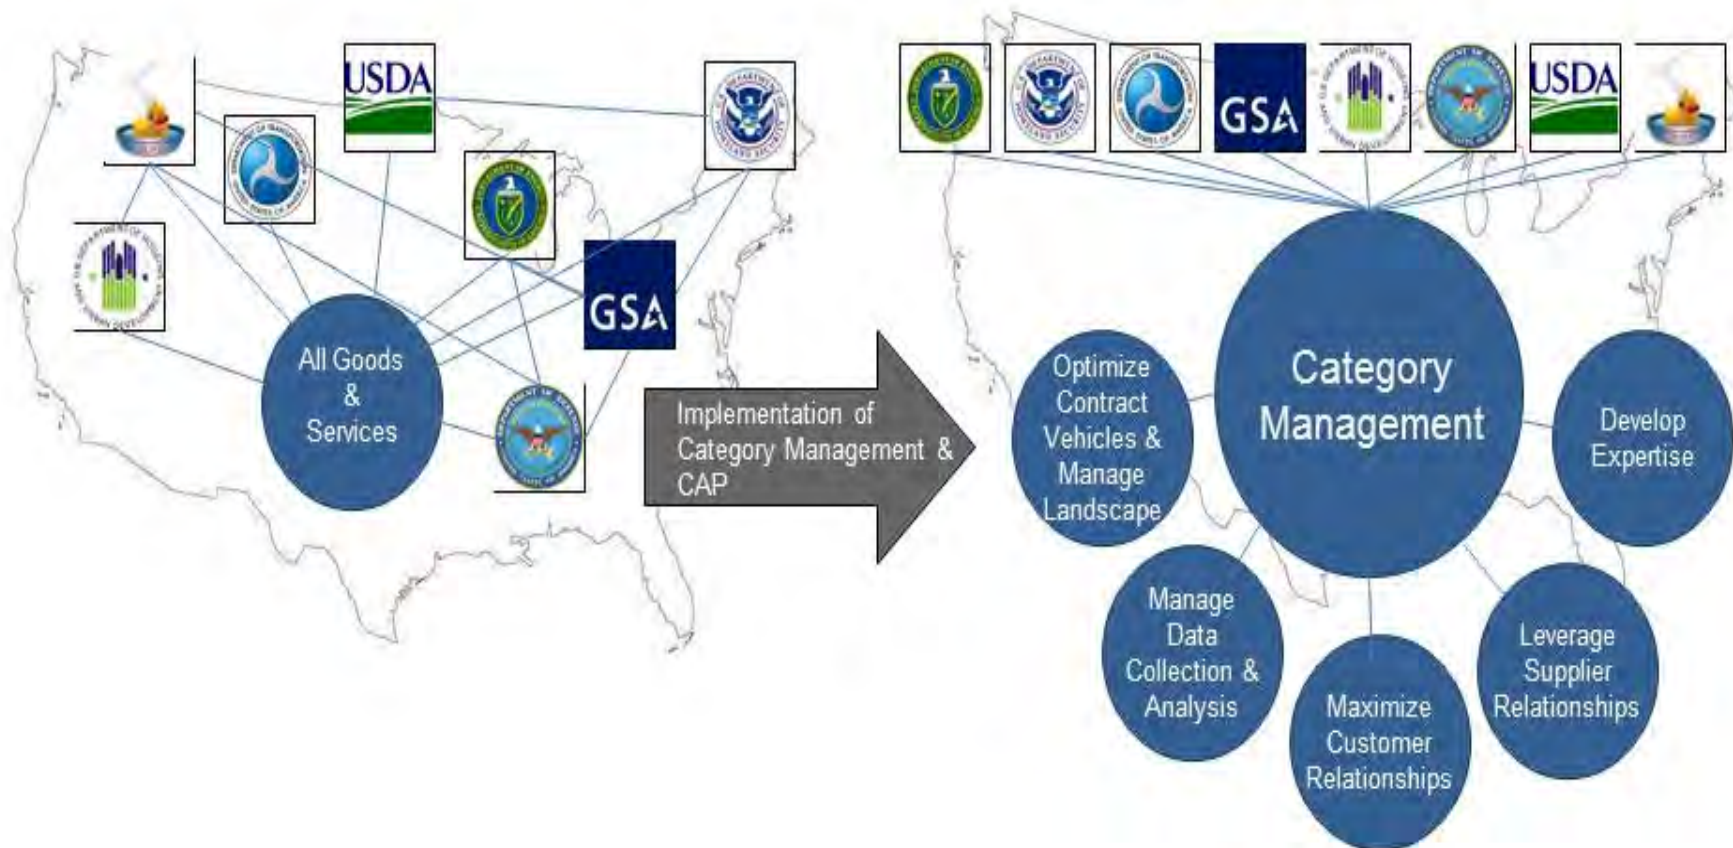 USDA
GSA
All Goods
&
Services
Implementation of
Category Management &
CAP
GSA
USDA
Category
Management
Optimize
Contract
Vehicles &
Manage
Landscape
Develop
Expertise
Manage
Data
Collection &
Analysis
Maximize
Customer
Relationships
Leverage
Supplier
Relationships